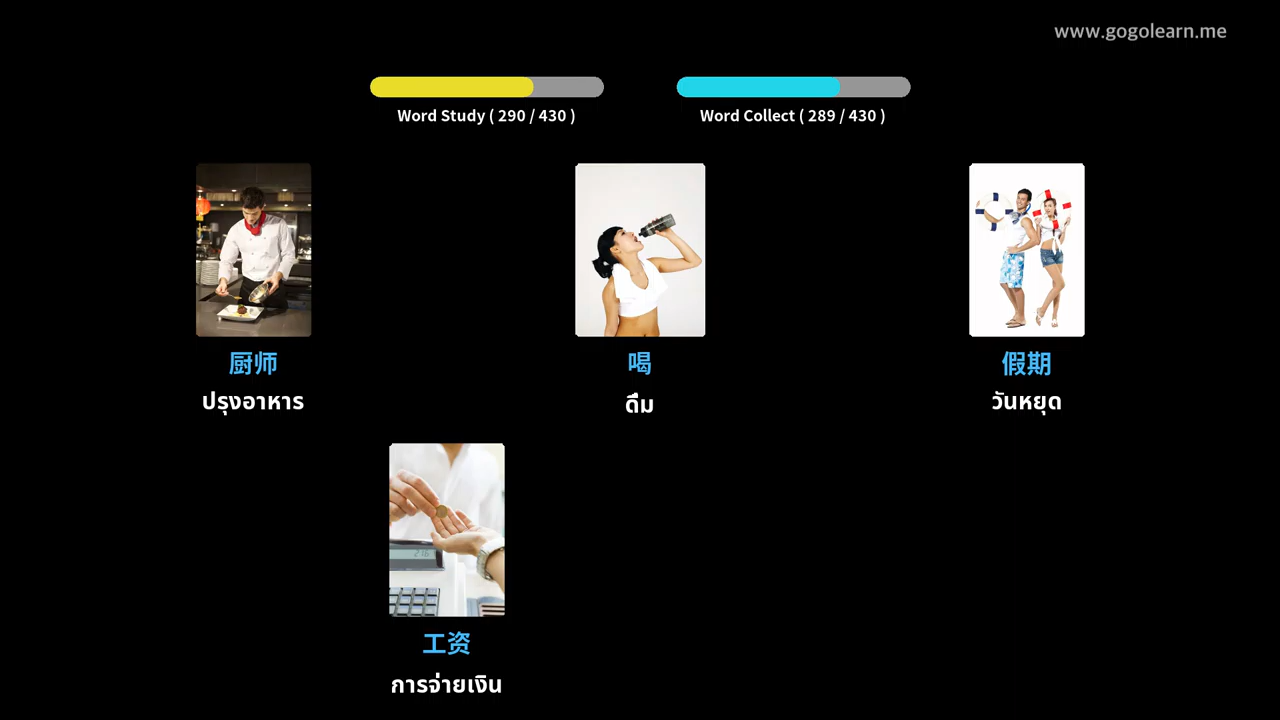 www.gogolearn.me
Word Study ( 290 / 430 )
Word Collect ( 289 / 430 )
厨师
喝
假期
ปรุงอาหาร
ดื่ม
วันหยุด
工资
การจ่ายเงิน